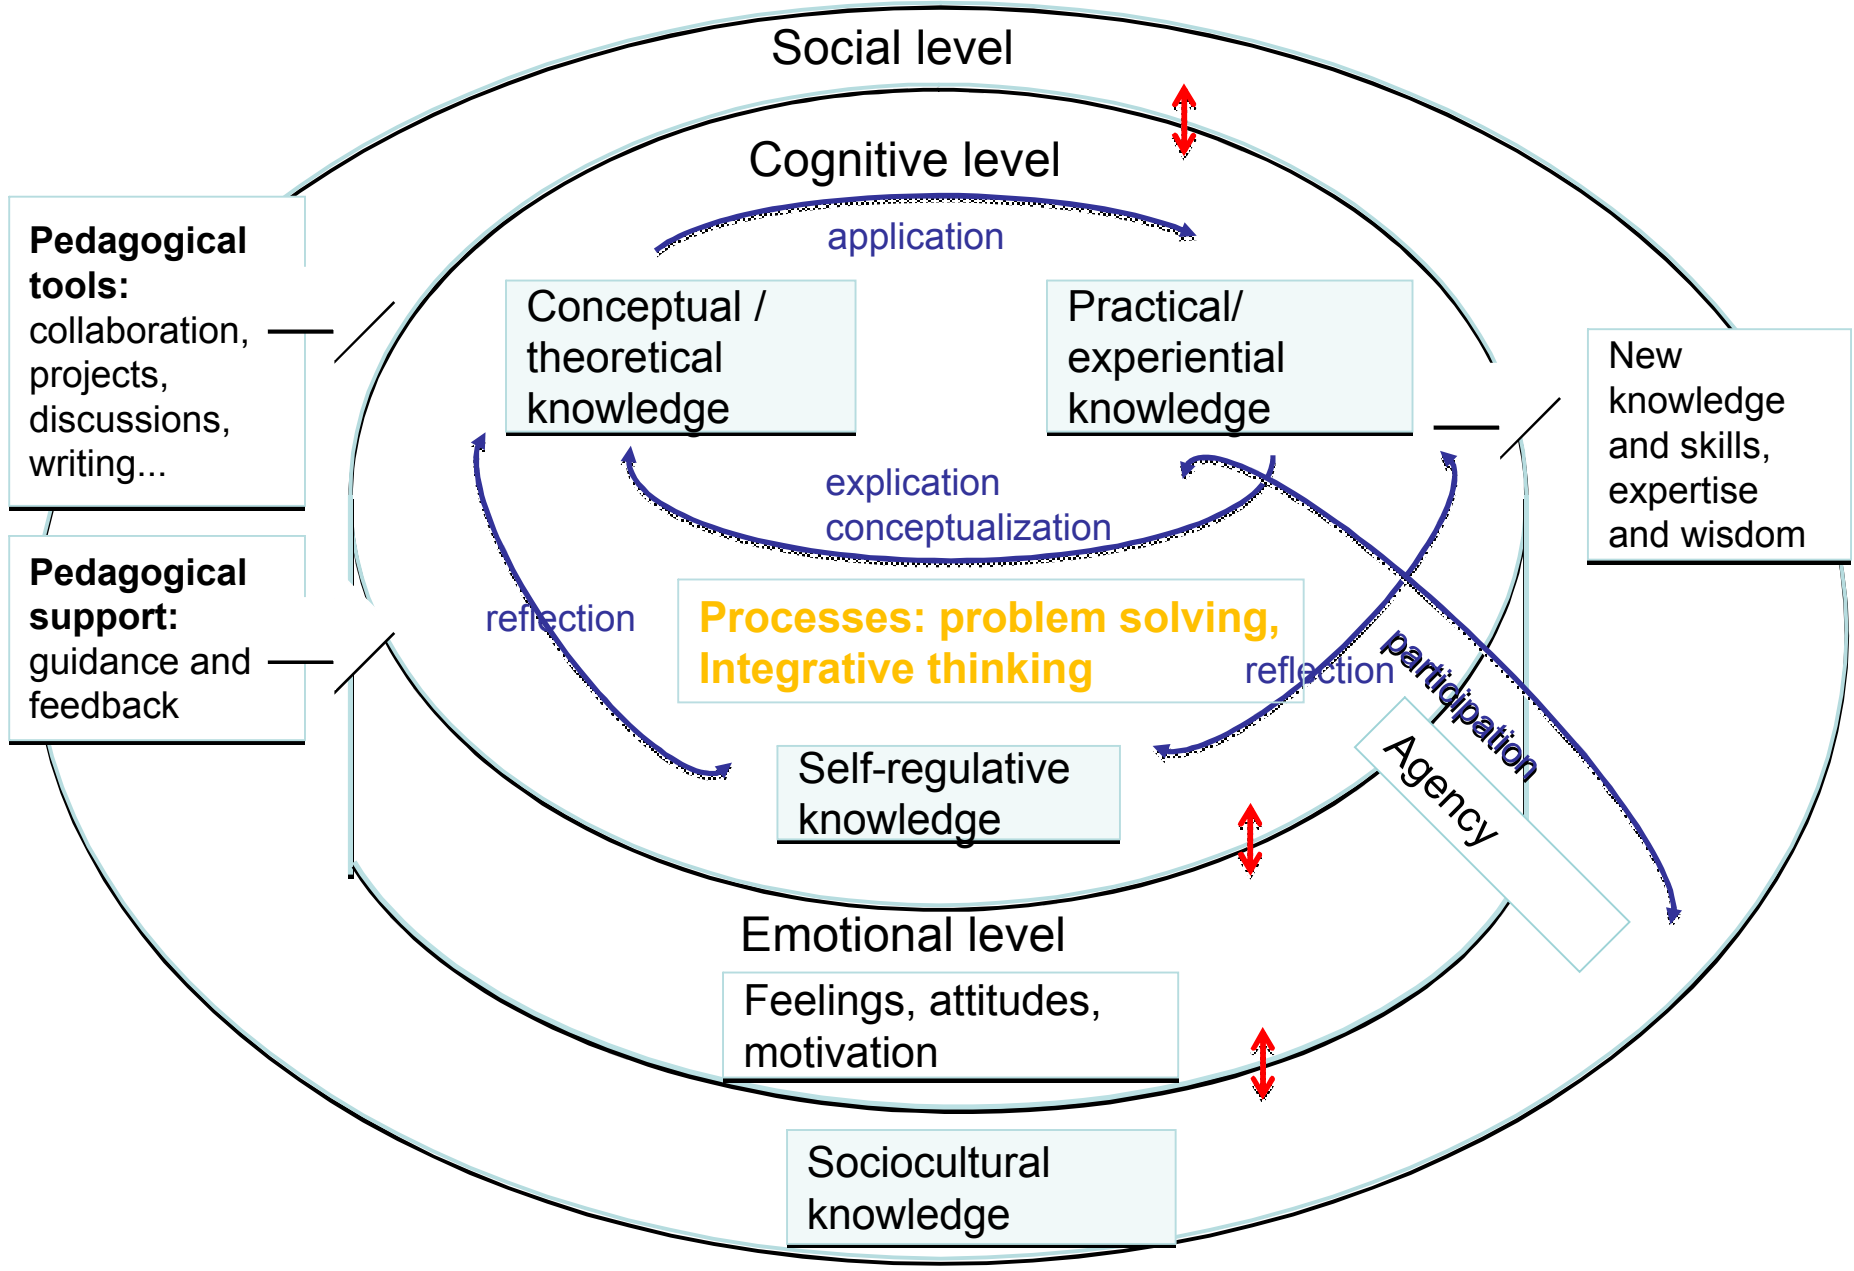 Social level
Cognitive level
application
Pedagogical
tools:
collaboration,
projects,
discussions,
writing...
Conceptual /
theoretical
knowledge
Practical/
experiential
knowledge
New
knowledge
and skills,
expertise
and wisdom
explication
conceptualization
Pedagogical
support:
guidance and
feedback
reflection
Processes: problem solving,
Integrative thinking
reflection
participation
Agency
Self-regulative
knowledge
Emotional level
Feelings, attitudes,
motivation
Sociocultural
knowledge